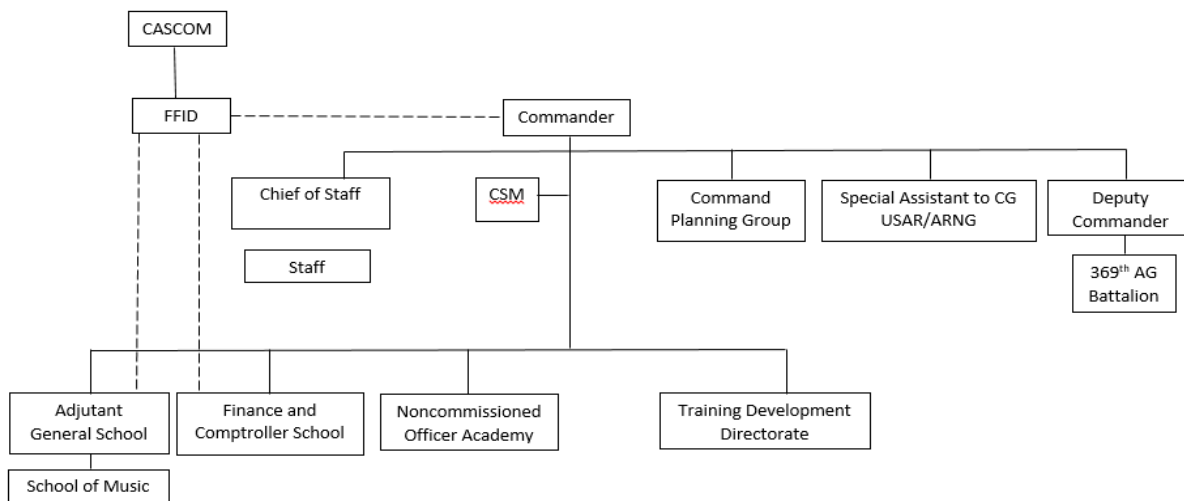 CASCOM
FFID
Commander
Chief of Staff
CSM
Command
Planning Group
Special Assistant to CG
USAR/ARNG
Deputy
Commander
Staff
369th AG
Battalion
Adjutant
General School
Finance and
Comptroller School
Noncommissioned
Officer Academy
Training Development
Directorate
School of Music